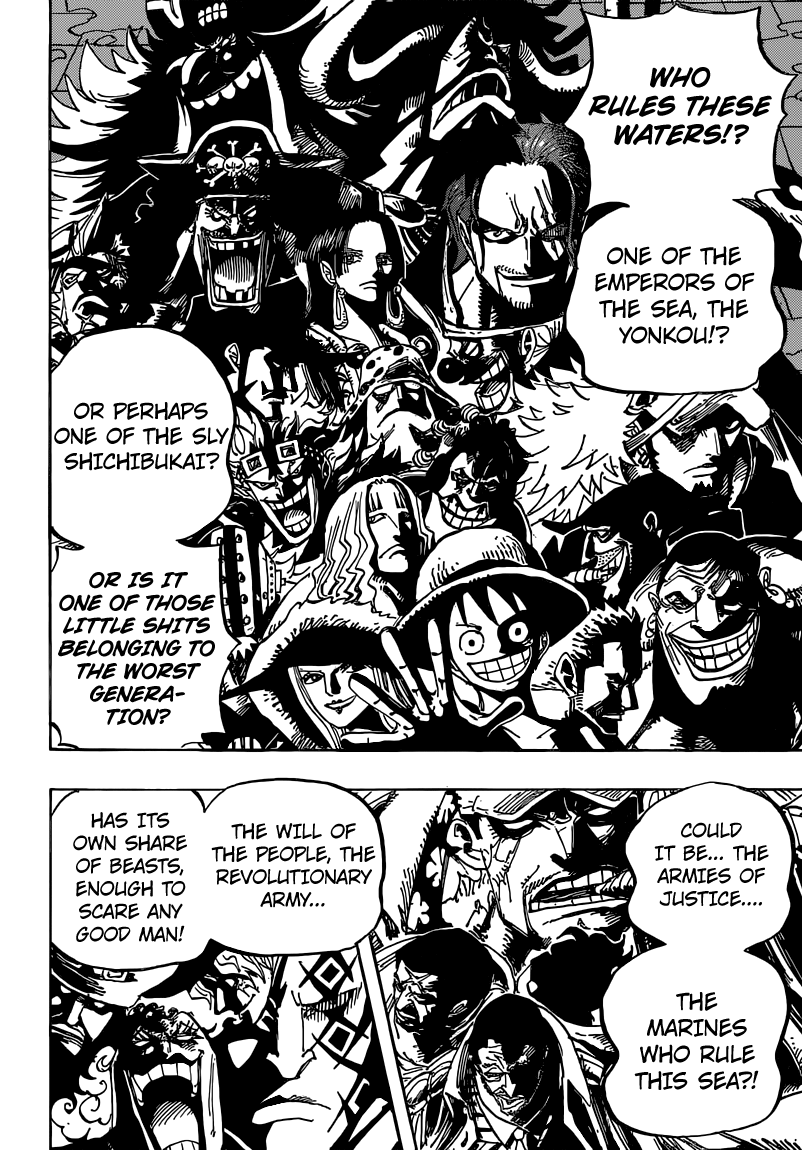 WHO
RULES THESE
WATERS!?
ONE OF THE
EMPERORS OF
THE SEA, THE
YONKOU!?
OR PERHAPS
ONE OF THE SLY
SHICHIBUKAI?
OR IS IT
ONE OF THOSE
LITTLE SHITS
BELONGING TO
THE WORST
GENERA-
TION?
COULD
IT BE... THE
ARMIES OF
JUSTICE....
THE
MARINES
WHO RULE
THIS SEA?!
THE WILL OF
THE PEOPLE, THE
REVOLUTIONARY
ARMY...
HAS ITS
OWN SHARE
OF BEASTS,
ENOUGH TO
SCARE ANY
GOOD MAN!